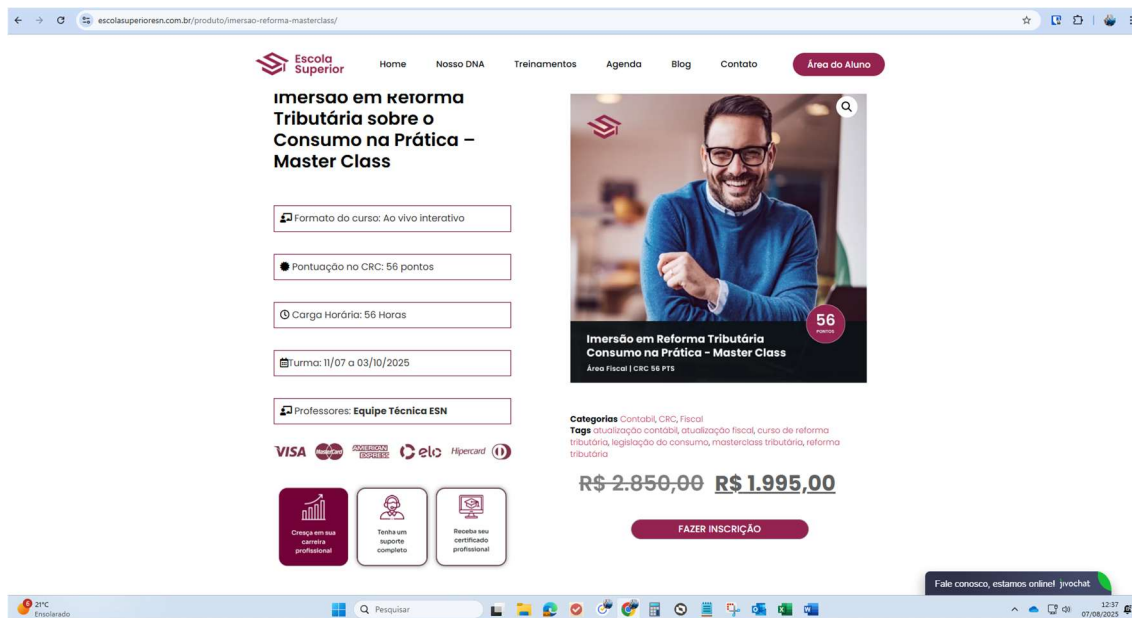 escolasuperioresn.com.br/produto/imersao-reforma-masterclass/
Escola
Superior
Home
Nosso DNA
Treinamentos
Agenda
Blog
Contato
Área do Aluno
Imersão em Reforma
Tributária sobre o
Consumo na Prática –
Master Class
Formato do curso: Ao vivo interativo
Pontuação no CRC: 56 pontos
Carga Horária: 56 Horas
Turma: 11/07 a 03/10/2025
Professores: Equipe Técnica ESN
VISA
MasterCard
AMERICAN
EXPRESS
elo
Hipercard
Cresça em sua
carreira
profissional
Tenha um
suporte
completo
Receba seu
certificado
profissional
56
PONTOS
Imersão em Reforma Tributária
Consumo na Prática - Master Class
Área Fiscal | CRC 56 PTS
Categorias Contabil, CRC, Fiscal
Tags atualização contábil, atualização fiscal, curso de reforma
tributária, legislação do consumo, masterclass tributária, reforma
tributária
R$ 2.850,00 R$ 1.995,00
FAZER INSCRIÇÃO
Fale conosco, estamos online! jivochat
6
21°C
Ensolarado
Pesquisar
12:37
07/08/2025